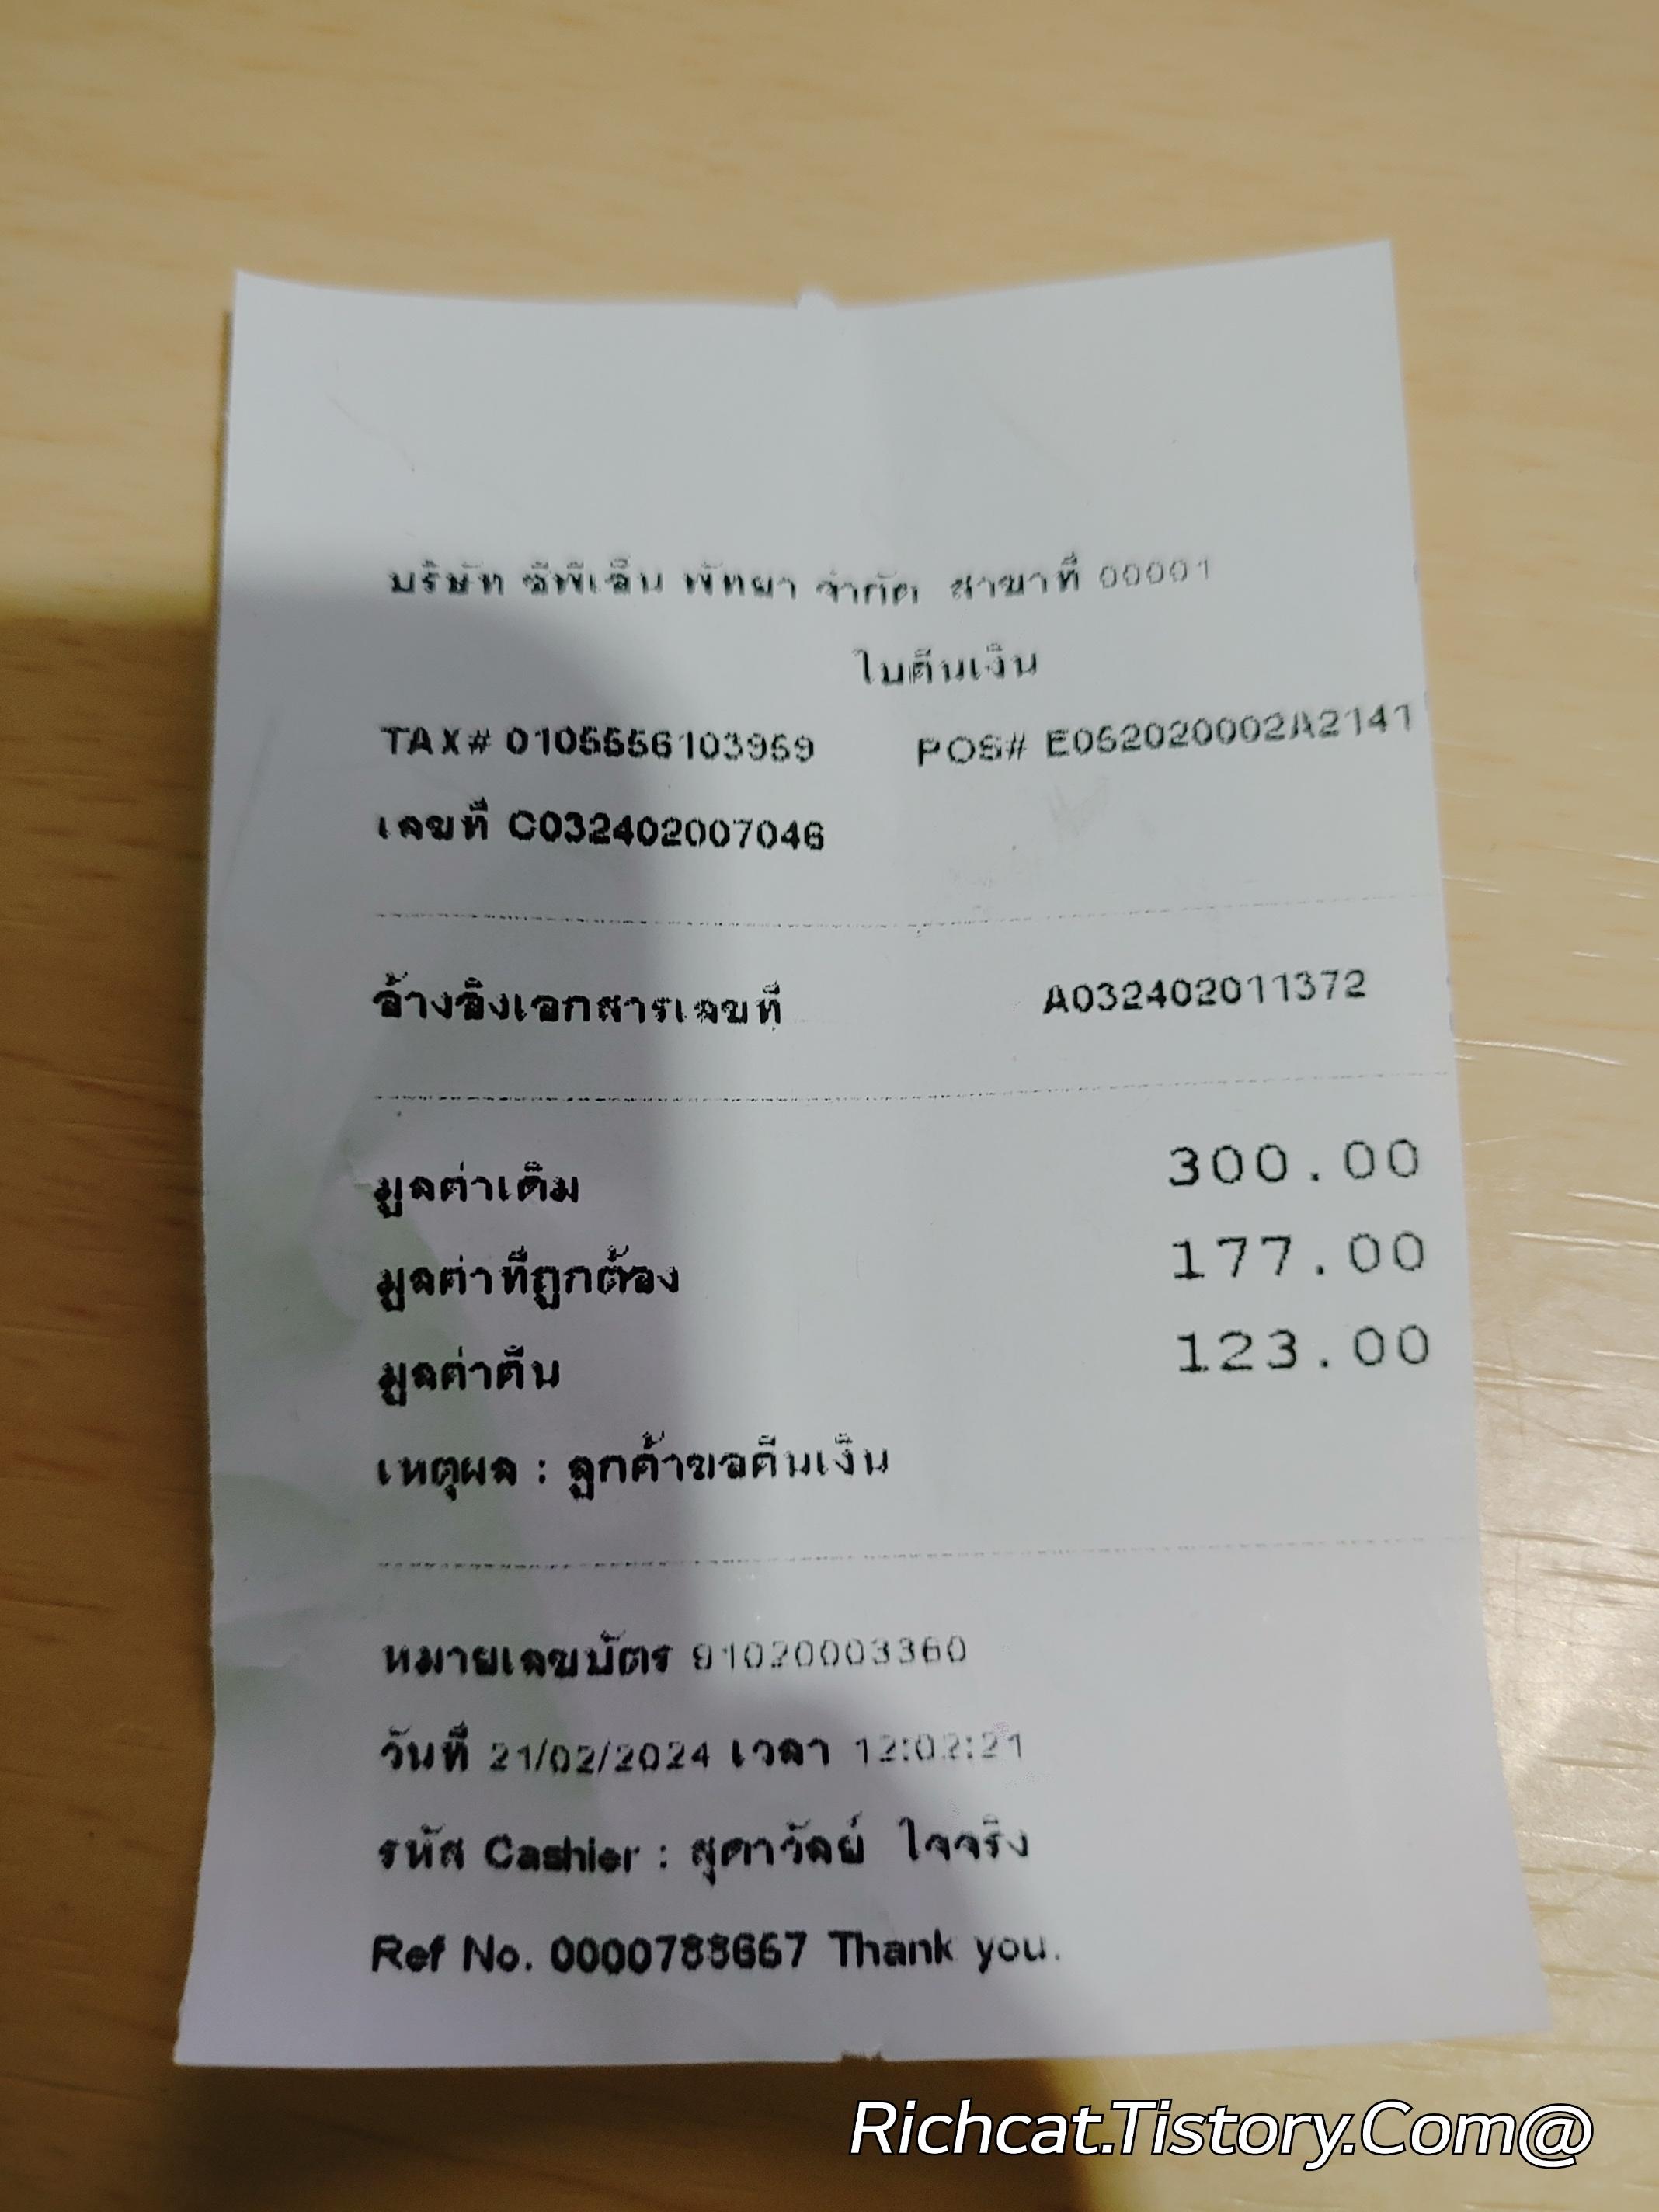 บริษัท ซีพีเอ็น พัทยา จำกัด สาขาที่ 00001
ใบคืนเงิน
TAX# 0105556103959 POS# E052020002A2141
เลขที่ C032402007046
อ้างอิงเอกสารเลขที่ A032402011372
มูลค่าเดิม 300.00
มูลค่าที่ถูกต้อง 177.00
มูลค่าคืน 123.00
เหตุผล : ลูกค้าขอคืนเงิน
หมายเลขบัตร 91020003360
วันที่ 21/02/2024 เวลา 12:02:21
รหัส Cashier : สุดาวัลย์ ใจจริง
Ref No. 0000788657 Thank you.
Richcat.Tistory.Com@